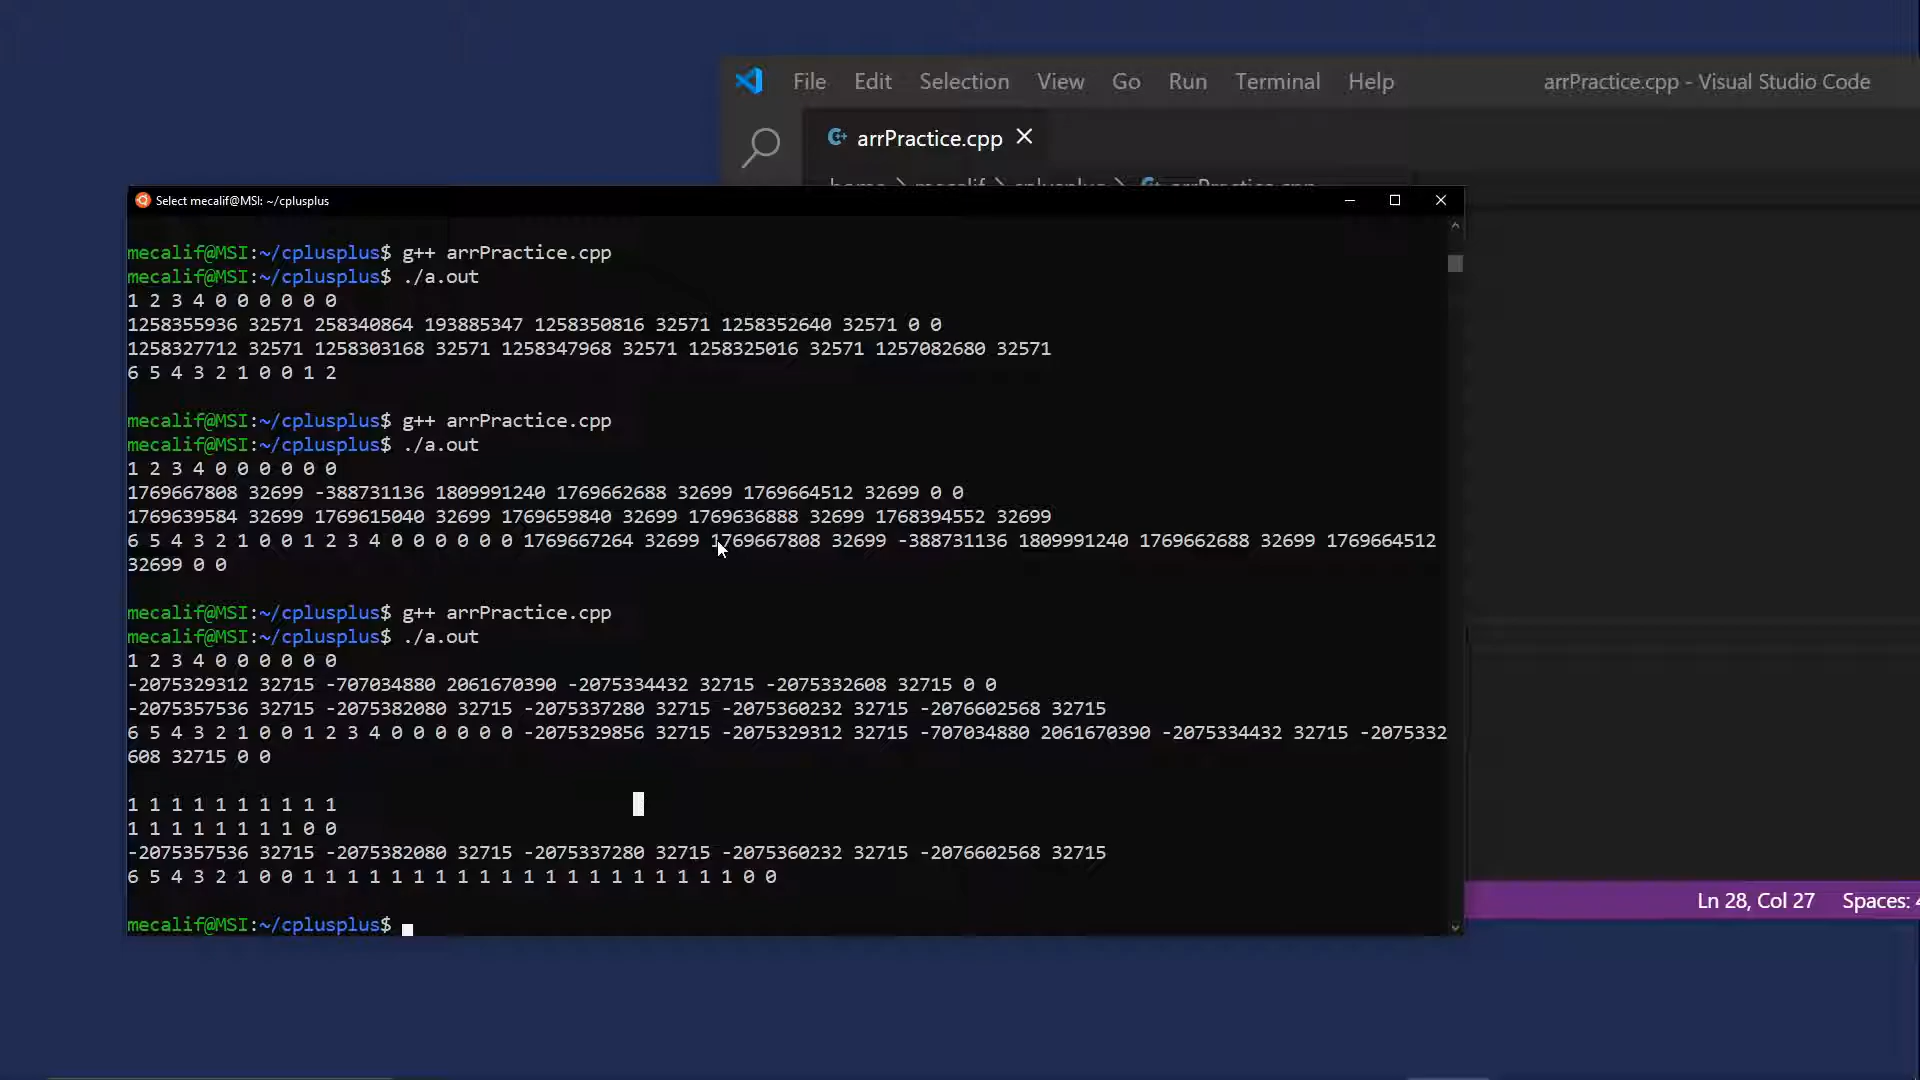 File Edit Selection View Go Run Terminal Help arrPractice.cpp - Visual Studio Code
arrPractice.cpp
home > mecalif > cplusplus > arrPractice.cpp
Select mecalif@MSI: ~/cplusplus
mecalif@MSI:~/cplusplus$ g++ arrPractice.cpp
mecalif@MSI:~/cplusplus$ ./a.out
1 2 3 4 0 0 0 0 0 0
1258355936 32571 258340864 193885347 1258350816 32571 1258352640 32571 0 0
1258327712 32571 1258303168 32571 1258347968 32571 1258325016 32571 1257082680 32571
6 5 4 3 2 1 0 0 1 2
mecalif@MSI:~/cplusplus$ g++ arrPractice.cpp
mecalif@MSI:~/cplusplus$ ./a.out
1 2 3 4 0 0 0 0 0 0
1769667808 32699 -388731136 1809991240 1769662688 32699 1769664512 32699 0 0
1769639584 32699 1769615040 32699 1769659840 32699 1769636888 32699 1768394552 32699
6 5 4 3 2 1 0 0 1 2 3 4 0 0 0 0 0 0 1769667264 32699 1769667808 32699 -388731136 1809991240 1769662688 32699 1769664512
32699 0 0
mecalif@MSI:~/cplusplus$ g++ arrPractice.cpp
mecalif@MSI:~/cplusplus$ ./a.out
1 2 3 4 0 0 0 0 0 0
-2075329312 32715 -707034880 2061670390 -2075334432 32715 -2075332608 32715 0 0
-2075357536 32715 -2075382080 32715 -2075337280 32715 -2075360232 32715 -2076602568 32715
6 5 4 3 2 1 0 0 1 2 3 4 0 0 0 0 0 0 -2075329856 32715 -2075329312 32715 -707034880 2061670390 -2075334432 32715 -2075332
608 32715 0 0
1 1 1 1 1 1 1 1 1 1
1 1 1 1 1 1 1 1 0 0
-2075357536 32715 -2075382080 32715 -2075337280 32715 -2075360232 32715 -2076602568 32715
6 5 4 3 2 1 0 0 1 1 1 1 1 1 1 1 1 1 1 1 1 1 1 1 1 1 1 1 0 0
mecalif@MSI:~/cplusplus$
Ln 28, Col 27 Spaces: